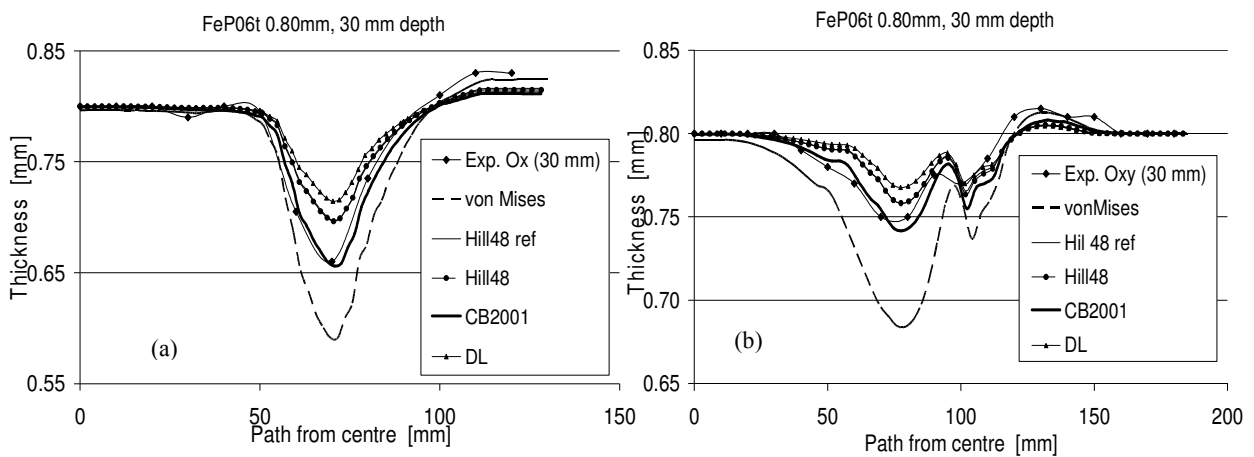 FeP06t 0.80mm, 30 mm depth
0.85
0.75
0.65
0.55
Thickness [mm]
0
50
100
150
Path from centre [mm]
(a)
Exp. Ox (30 mm)
von Mises
Hill48 ref
Hill48
CB2001
DL
FeP06t 0.80mm, 30 mm depth
0.85
0.80
0.75
0.70
0.65
Thickness [mm]
0
50
100
150
200
Path from centre [mm]
(b)
Exp. Oxy (30 mm)
vonMises
Hil 48 ref
Hill48
CB2001
DL